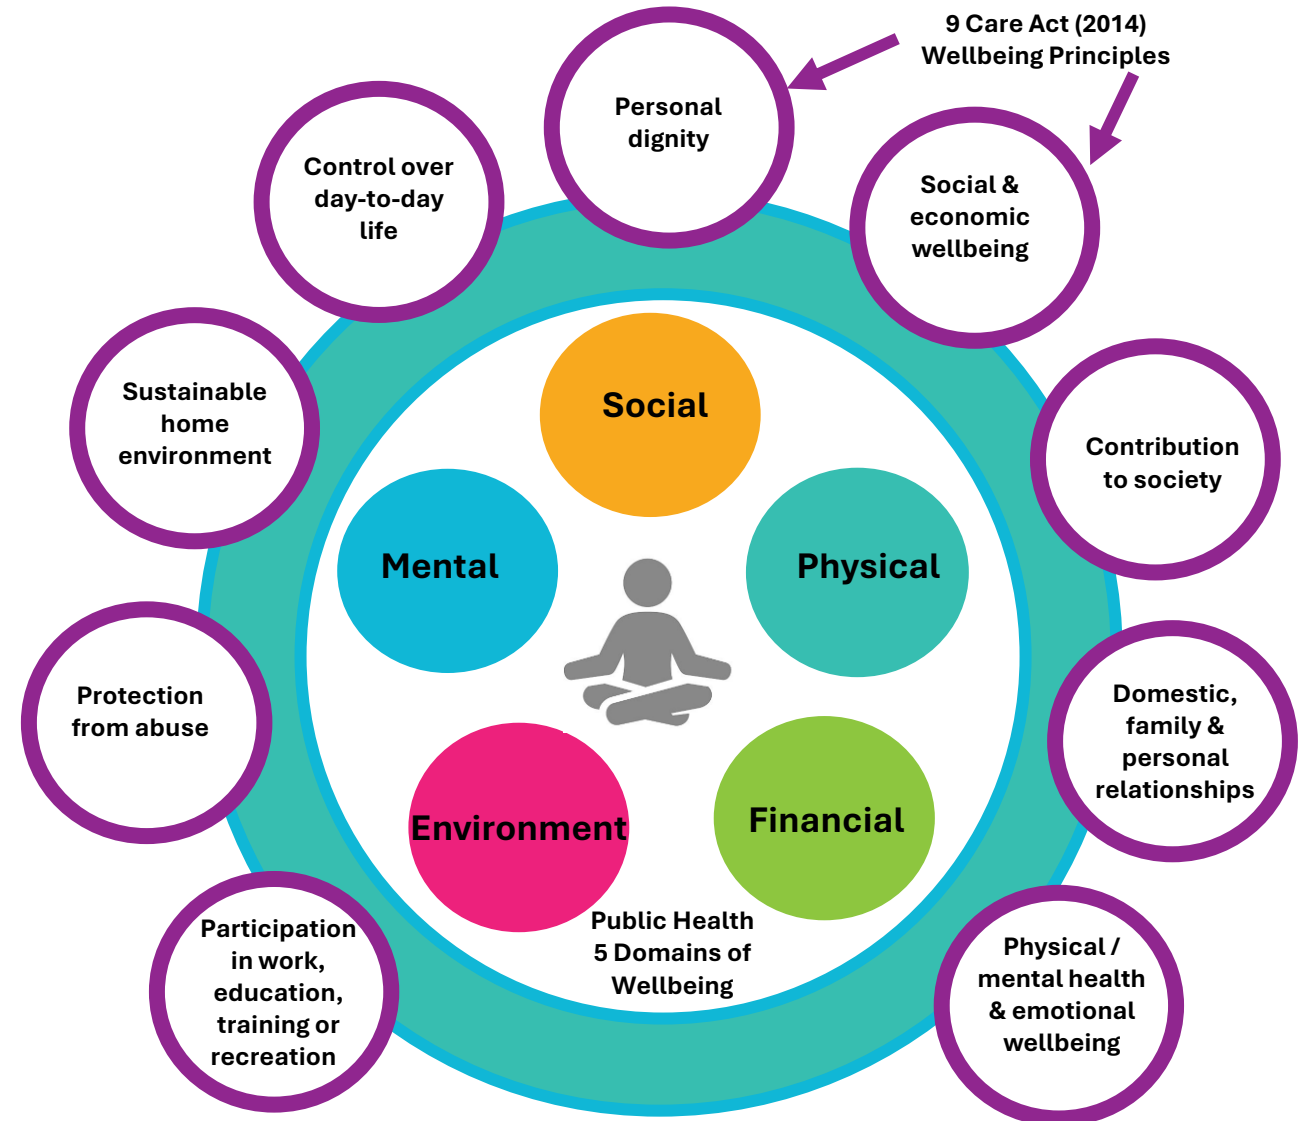 9 Care Act (2014)
Wellbeing Principles
Personal
dignity
Social &
economic
wellbeing
Contribution
to society
Domestic,
family &
personal
relationships
Physical /
mental health
& emotional
wellbeing
Participation
in work,
education,
training or
recreation
Protection
from abuse
Sustainable
home
environment
Control over
day-to-day
life
Social
Physical
Financial
Environment
Mental
Public Health
5 Domains of
Wellbeing